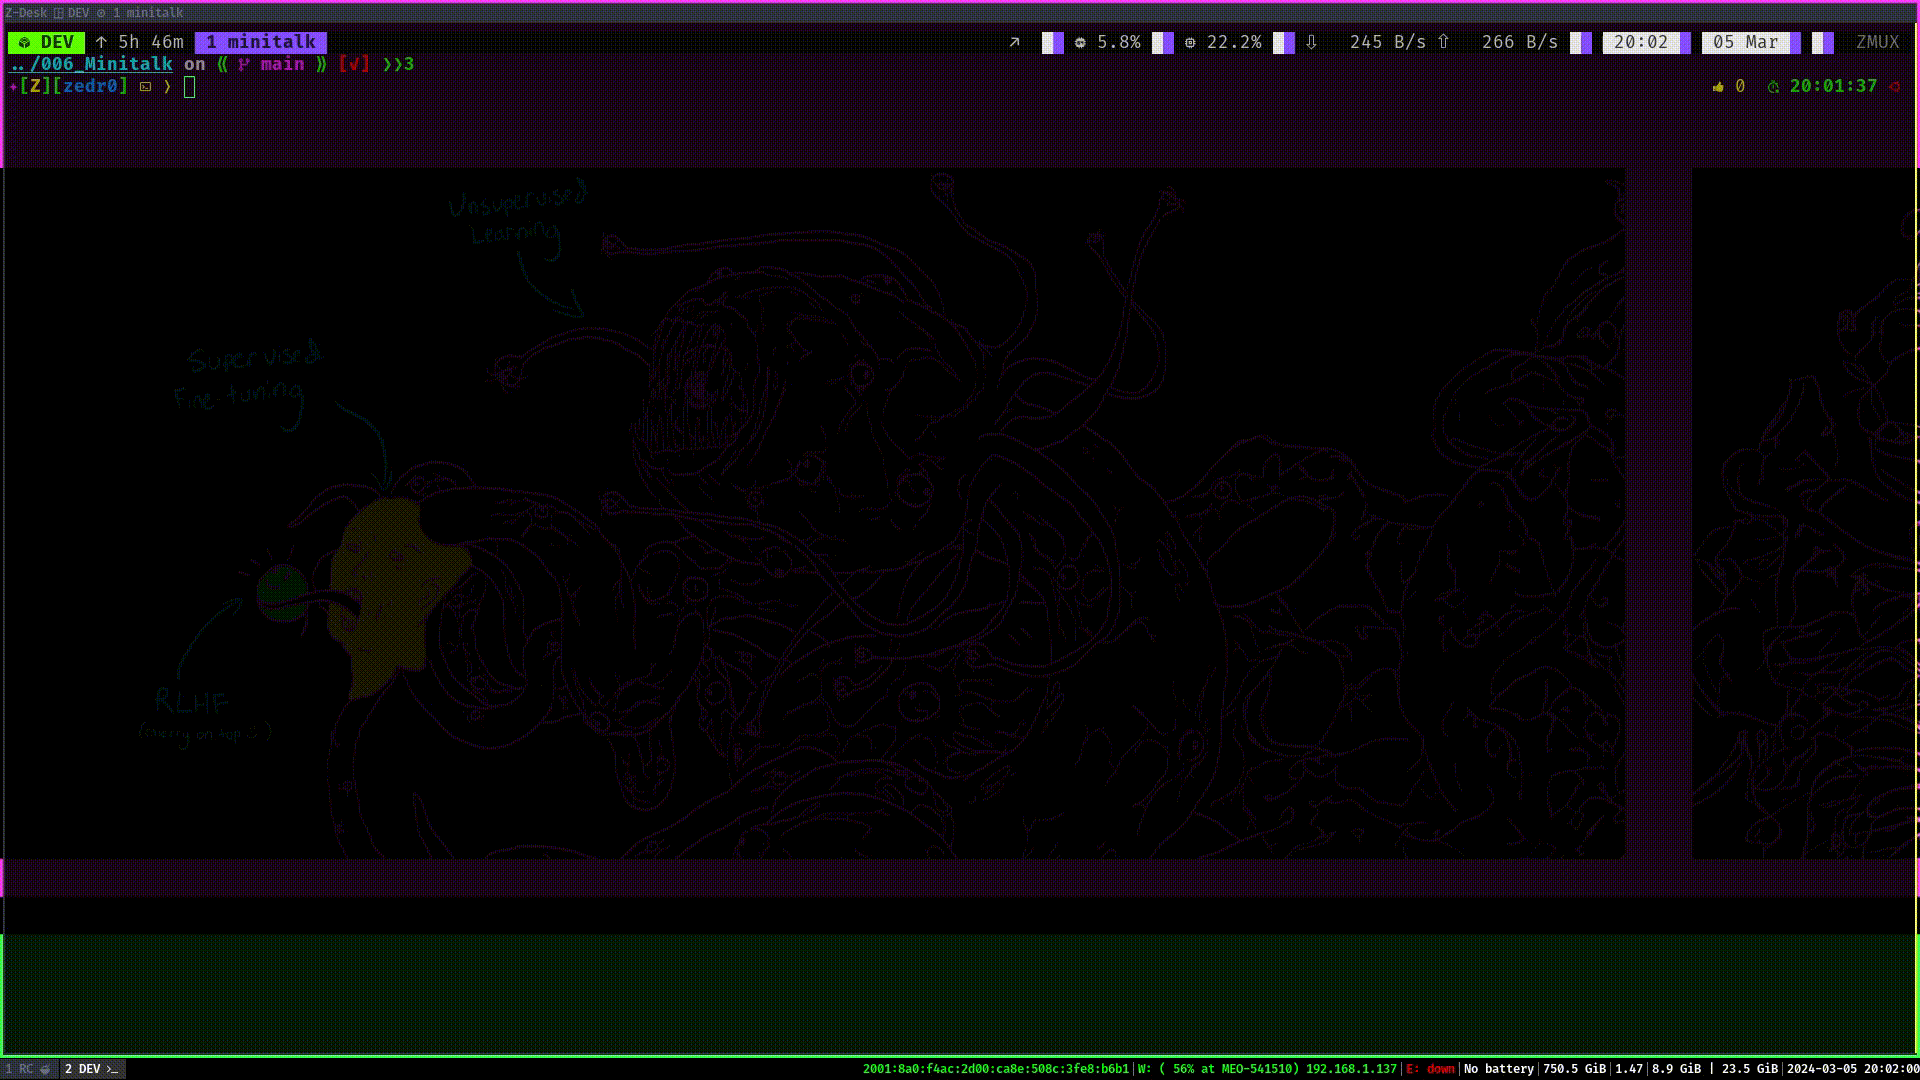 Z-Desk DEV 1 minitalk
DEV ↑ 5h 46m 1 minitalk ↗ 5.8% 22.2% ⇩ 245 B/s ⇧ 266 B/s 20:02 05 Mar ZMUX
../006_Minitalk on ⟪ main ⟫ [√] ❯❯3
[Z][zedr0] ❯ 0 20:01:37
Unsupervised
Learning
Supervised
Fine-tuning
RLHF
(cherry on top :))
1 RC 2 DEV >_ 2001:8a0:f4ac:2d00:ca8e:508c:3fe8:b6b1|W: ( 56% at MEO-541510) 192.168.1.137|E: down|No battery|750.5 GiB|1.47|8.9 GiB | 23.5 GiB|2024-03-05 20:02:00